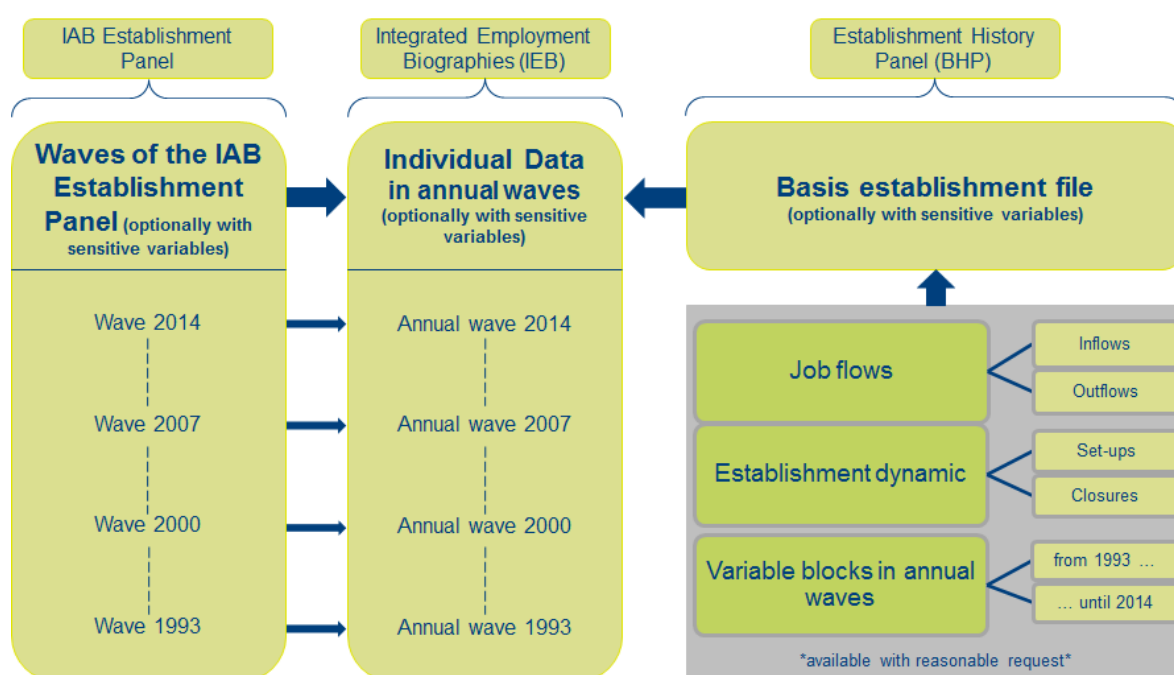 IAB Establishment
Panel
Integrated Employment
Biographies (IEB)
Establishment History
Panel (BHP)
Waves of the IAB
Establishment
Panel (optionally with
sensitive variables)
Individual Data
in annual waves
(optionally with sensitive
variables)
Basis establishment file
(optionally with sensitive variables)
Wave 2014
Wave 2007
Wave 2000
Wave 1993
Annual wave 2014
Annual wave 2007
Annual wave 2000
Annual wave 1993
Job flows
Inflows
Outflows
Establishment dynamic
Set-ups
Closures
Variable blocks in annual
waves
from 1993 ...
... until 2014
*available with reasonable request*